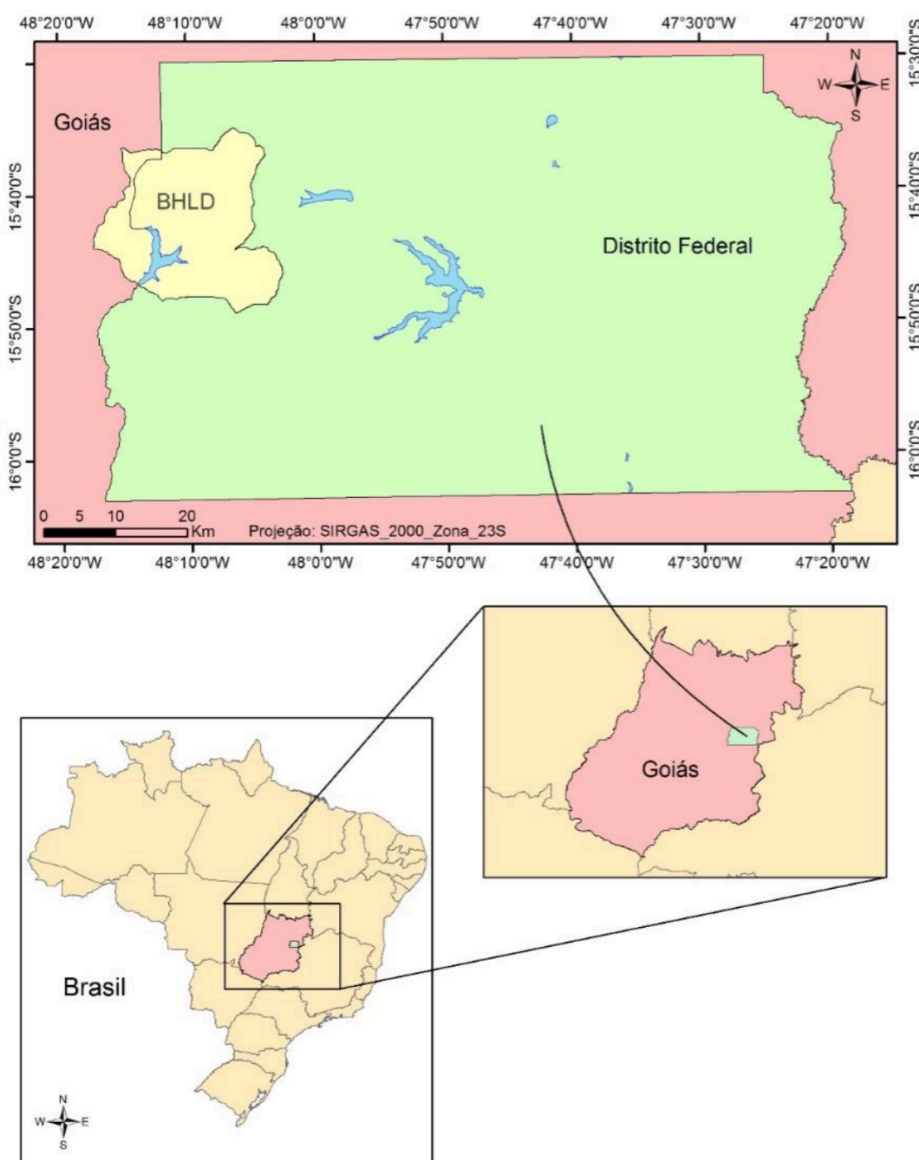 48°20'0"W 48°10'0"W 48°0'0"W 47°50'0"W 47°40'0"W 47°30'0"W 47°20'0"W
15°30'0"S
15°40'0"S 15°40'0"S
15°50'0"S 15°50'0"S
16°0'0"S 16°0'0"S
N
W E
S
Goiás
BHLD
Distrito Federal
0 5 10 20
Km
Projeção: SIRGAS_2000_Zona_23S
48°20'0"W 48°10'0"W 48°0'0"W 47°50'0"W 47°40'0"W 47°30'0"W 47°20'0"W
Goiás
Brasil
N
W E
S